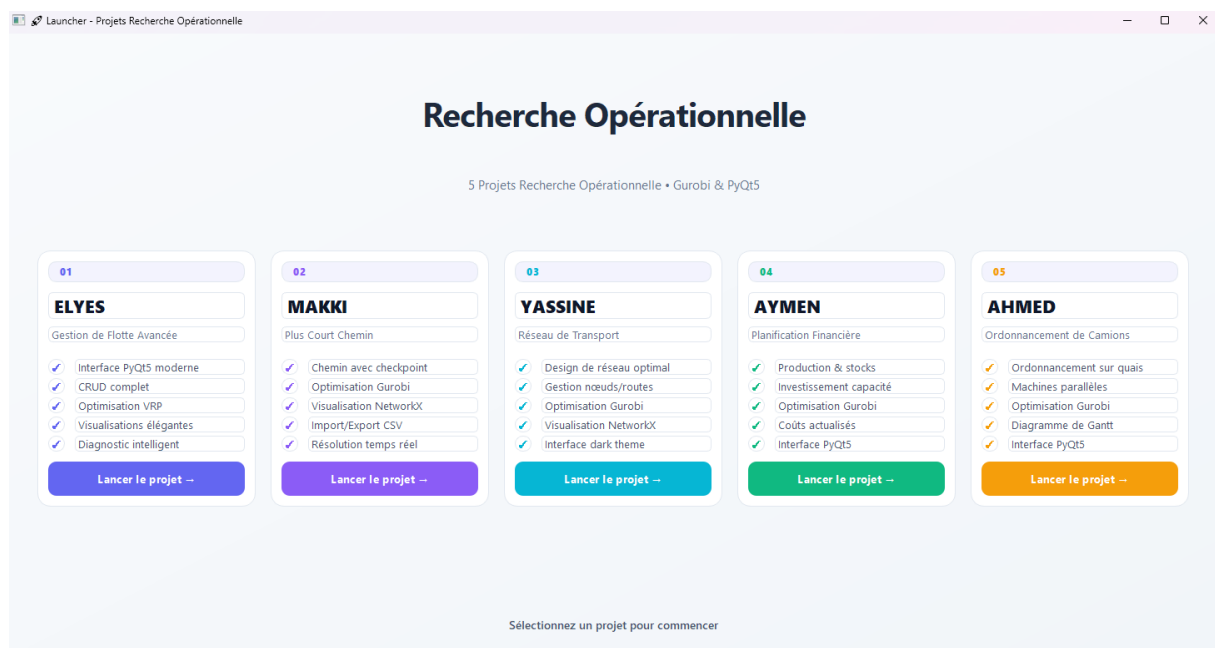 Launcher - Projets Recherche Opérationnelle
Recherche Opérationnelle
5 Projets Recherche Opérationnelle • Gurobi & PyQt5
01
ELYES
Gestion de Flotte Avancée
✓ Interface PyQt5 moderne
✓ CRUD complet
✓ Optimisation VRP
✓ Visualisations élégantes
✓ Diagnostic intelligent
Lancer le projet →
02
MAKKI
Plus Court Chemin
✓ Chemin avec checkpoint
✓ Optimisation Gurobi
✓ Visualisation NetworkX
✓ Import/Export CSV
✓ Résolution temps réel
Lancer le projet →
03
YASSINE
Réseau de Transport
✓ Design de réseau optimal
✓ Gestion nœuds/routes
✓ Optimisation Gurobi
✓ Visualisation NetworkX
✓ Interface dark theme
Lancer le projet →
04
AYMEN
Planification Financière
✓ Production & stocks
✓ Investissement capacité
✓ Optimisation Gurobi
✓ Coûts actualisés
✓ Interface PyQt5
Lancer le projet →
05
AHMED
Ordonnancement de Camions
✓ Ordonnancement sur quais
✓ Machines parallèles
✓ Optimisation Gurobi
✓ Diagramme de Gantt
✓ Interface PyQt5
Lancer le projet →
Sélectionnez un projet pour commencer